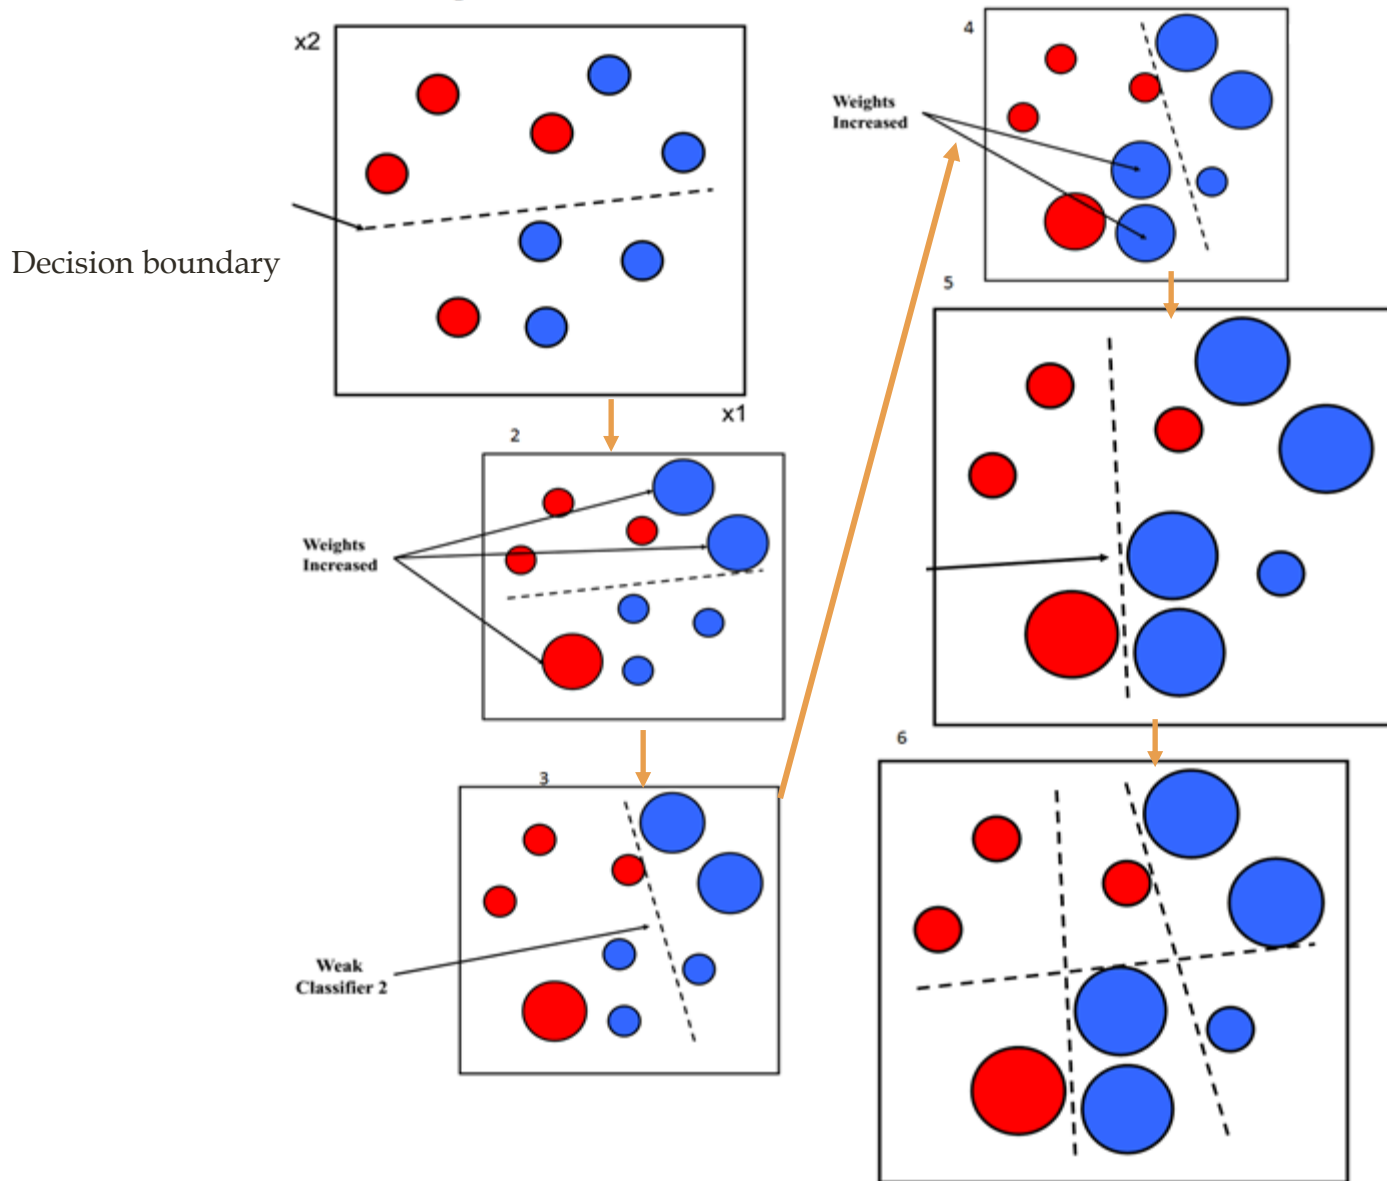 x2
Decision boundary
x1
2
Weights
Increased
3
Weak
Classifier 2
4
Weights
Increased
5
6